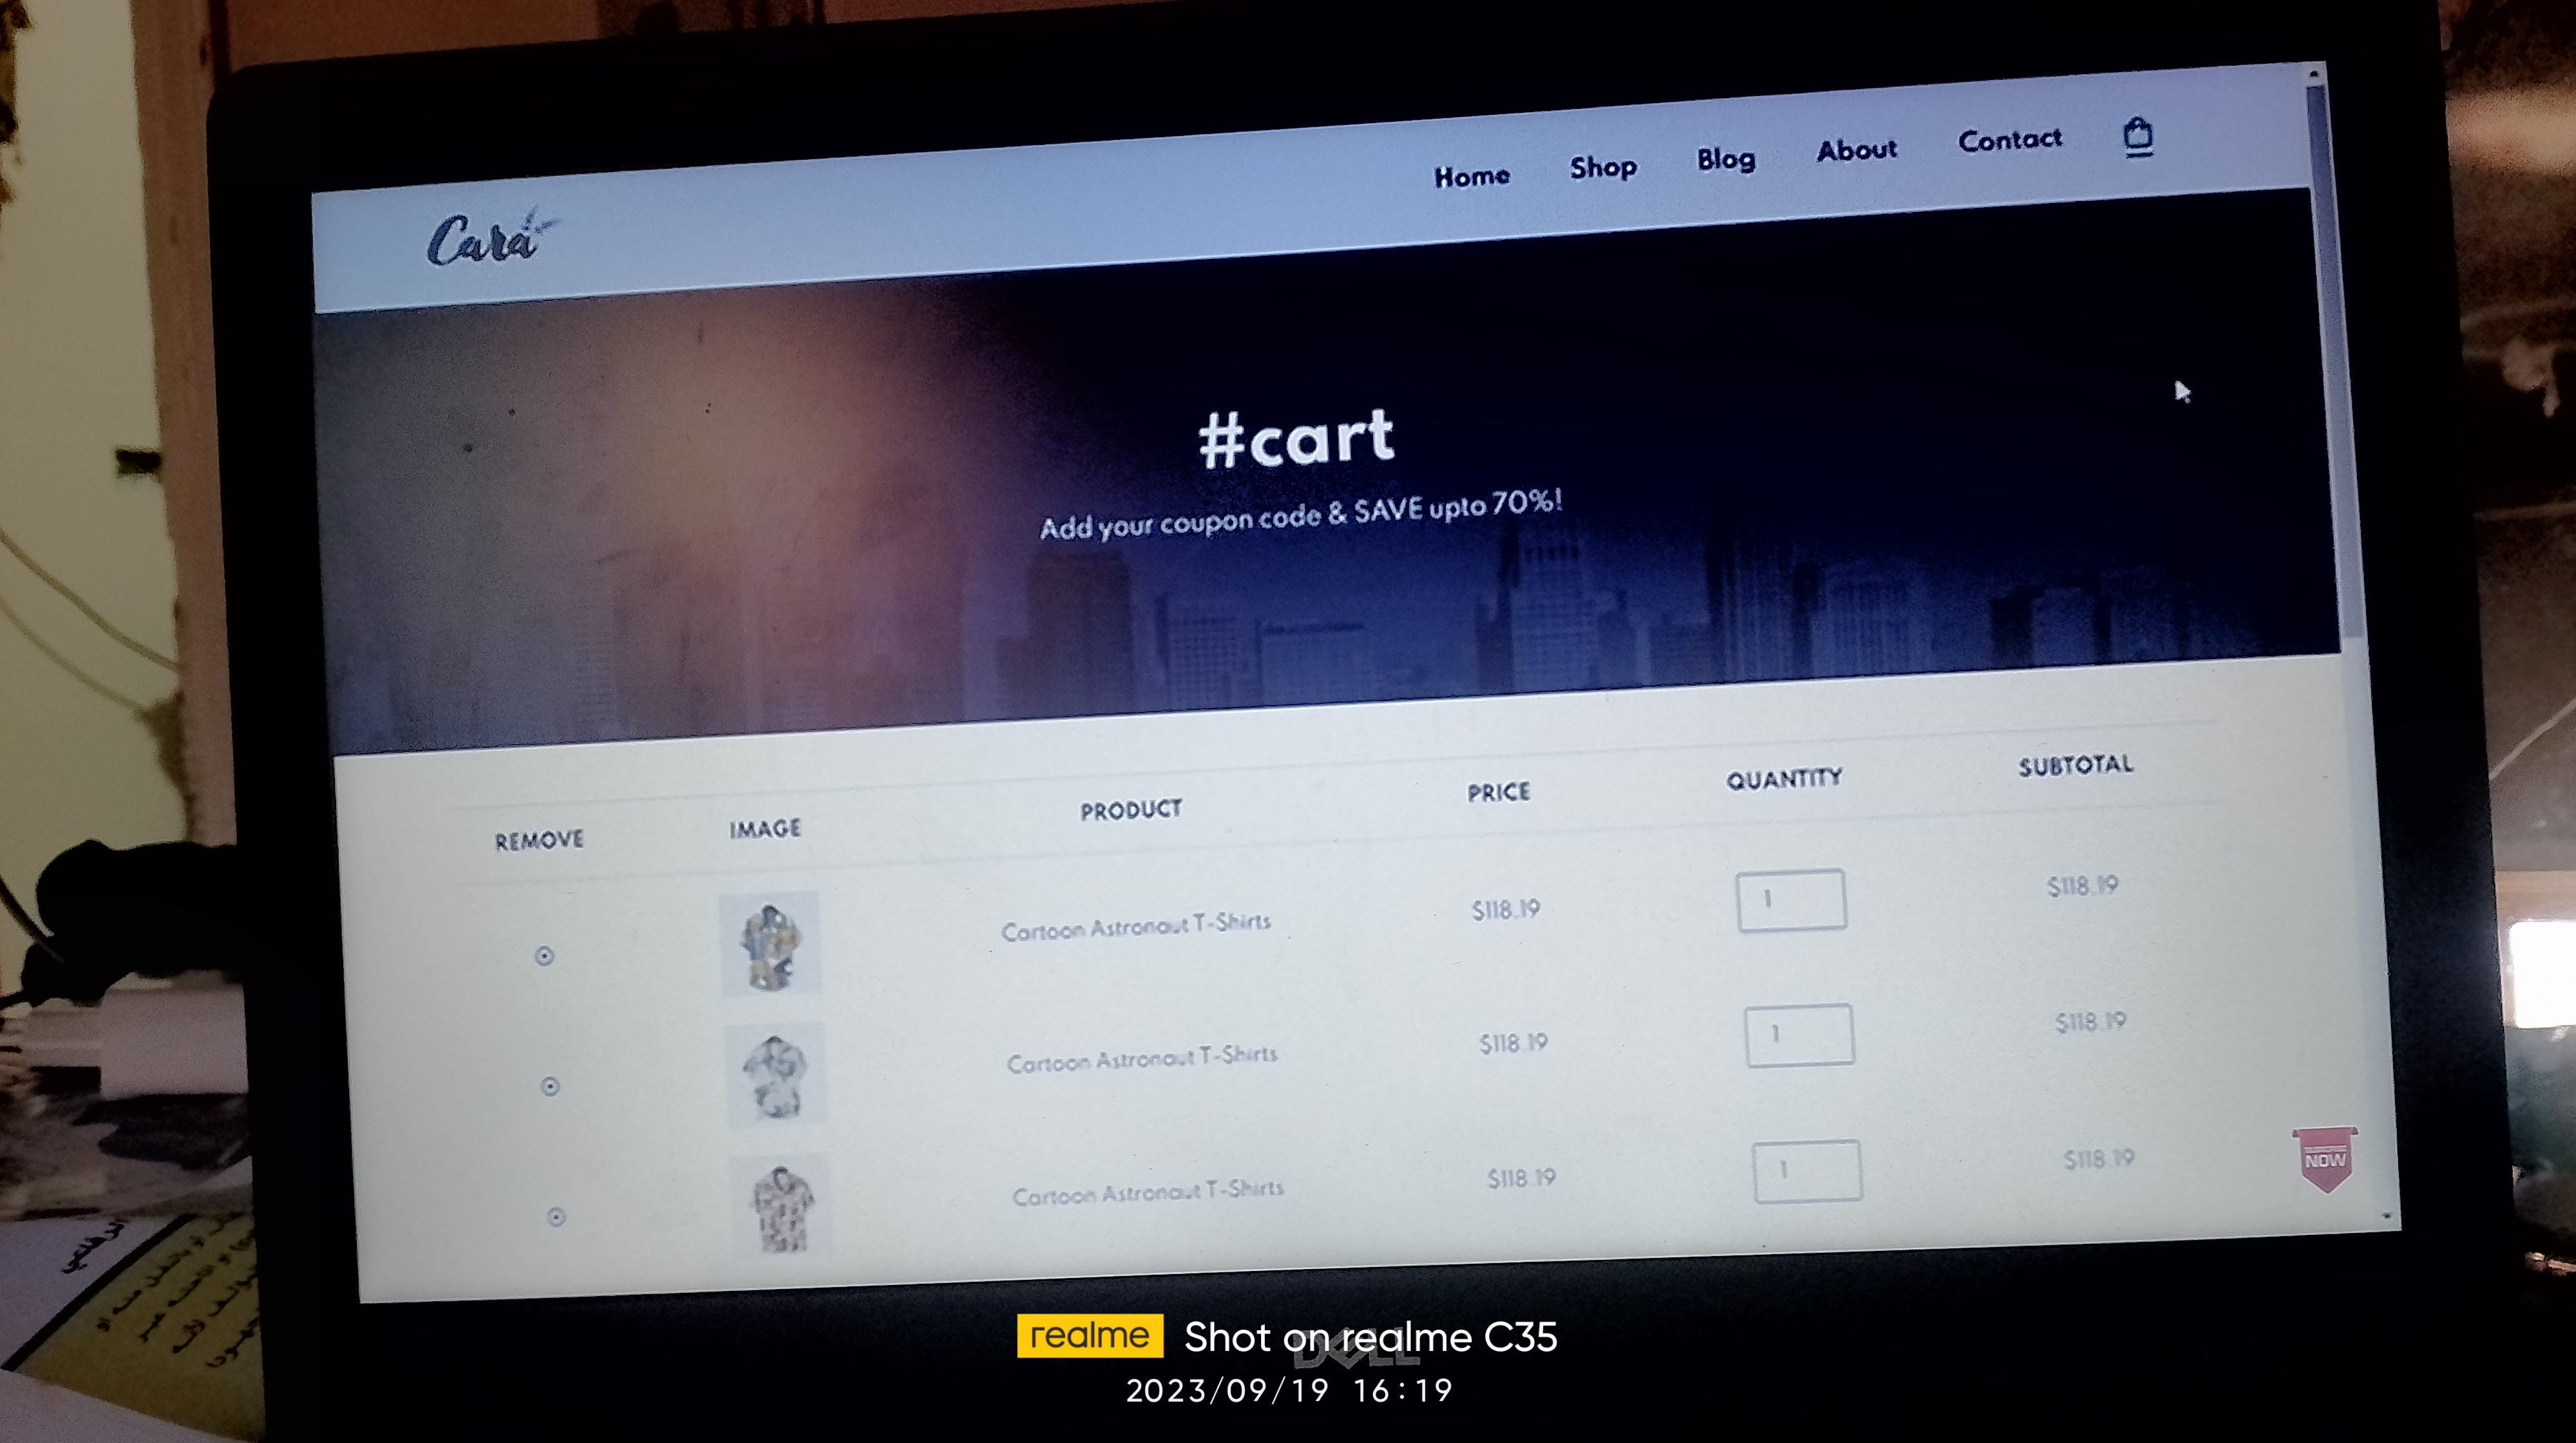 Cara
Home Shop Blog About Contact
#cart
Add your coupon code & SAVE upto 70%!
REMOVE IMAGE PRODUCT PRICE QUANTITY SUBTOTAL
Cartoon Astronaut T-Shirts $118.19 1 $118.19
Cartoon Astronaut T-Shirts $118.19 1 $118.19
Cartoon Astronaut T-Shirts $118.19 1 $118.19
NOW
DELL
realme Shot on realme C35
2023/09/19 16:19